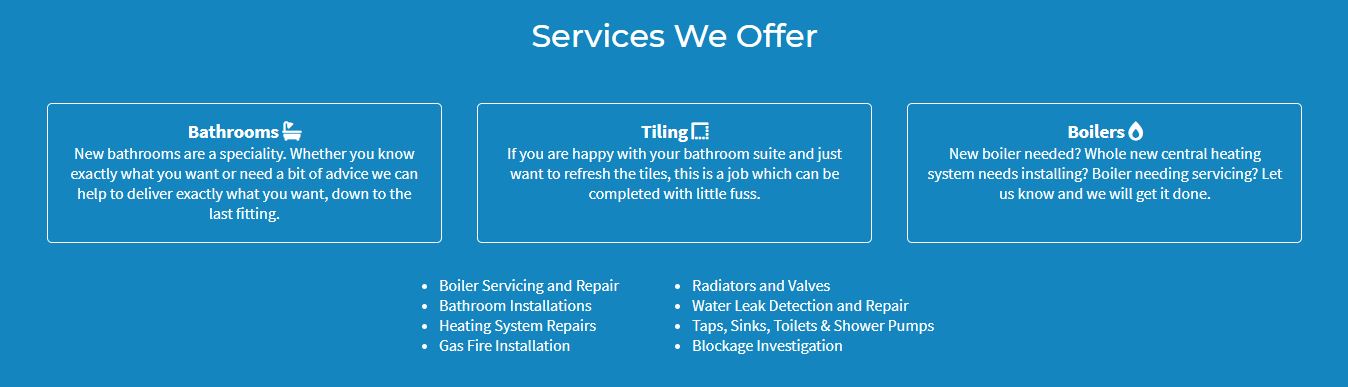 Services We Offer
Bathrooms
New bathrooms are a speciality. Whether you know
exactly what you want or need a bit of advice we can
help to deliver exactly what you want, down to the
last fitting.
Tiling
If you are happy with your bathroom suite and just
want to refresh the tiles, this is a job which can be
completed with little fuss.
Boilers
New boiler needed? Whole new central heating
system needs installing? Boiler needing servicing? Let
us know and we will get it done.
• Boiler Servicing and Repair
• Bathroom Installations
• Heating System Repairs
• Gas Fire Installation
• Radiators and Valves
• Water Leak Detection and Repair
• Taps, Sinks, Toilets & Shower Pumps
• Blockage Investigation